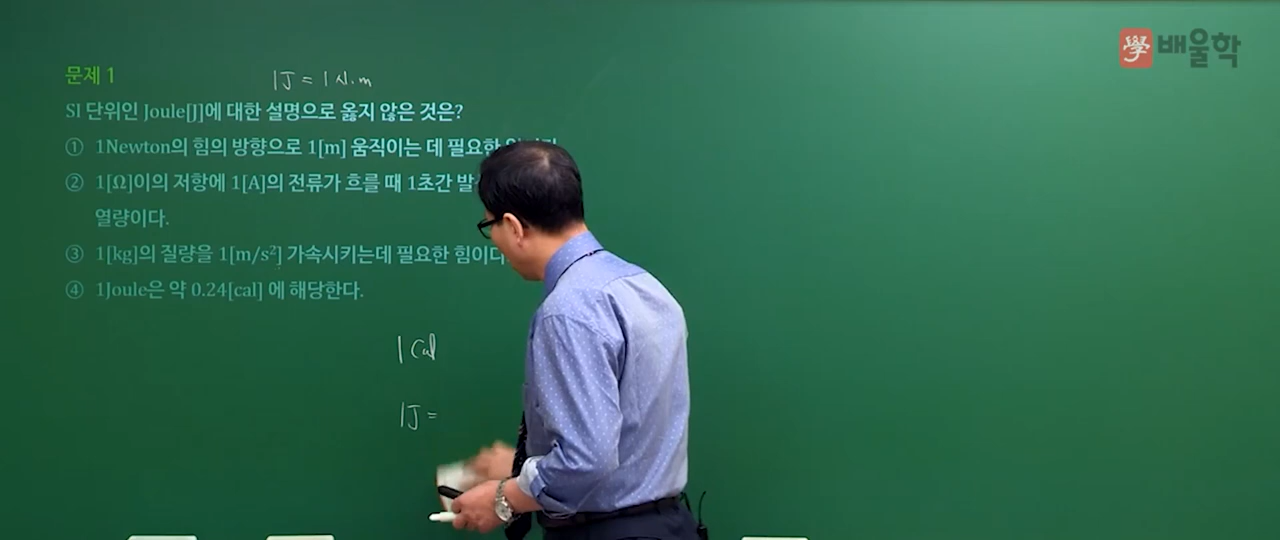 學 배울학
문제 1
1J = 1 N.m
SI 단위인 Joule[J]에 대한 설명으로 옳지 않은 것은?
① 1Newton의 힘의 방향으로 1[m] 움직이는 데 필요한
② 1[Ω]이의 저항에 1[A]의 전류가 흐를 때 1초간
열량이다.
③ 1[kg]의 질량을 1[m/s²] 가속시키는데 필요한 힘이다
④ 1Joule은 약 0.24[cal] 에 해당한다.
1 Cal
1J =